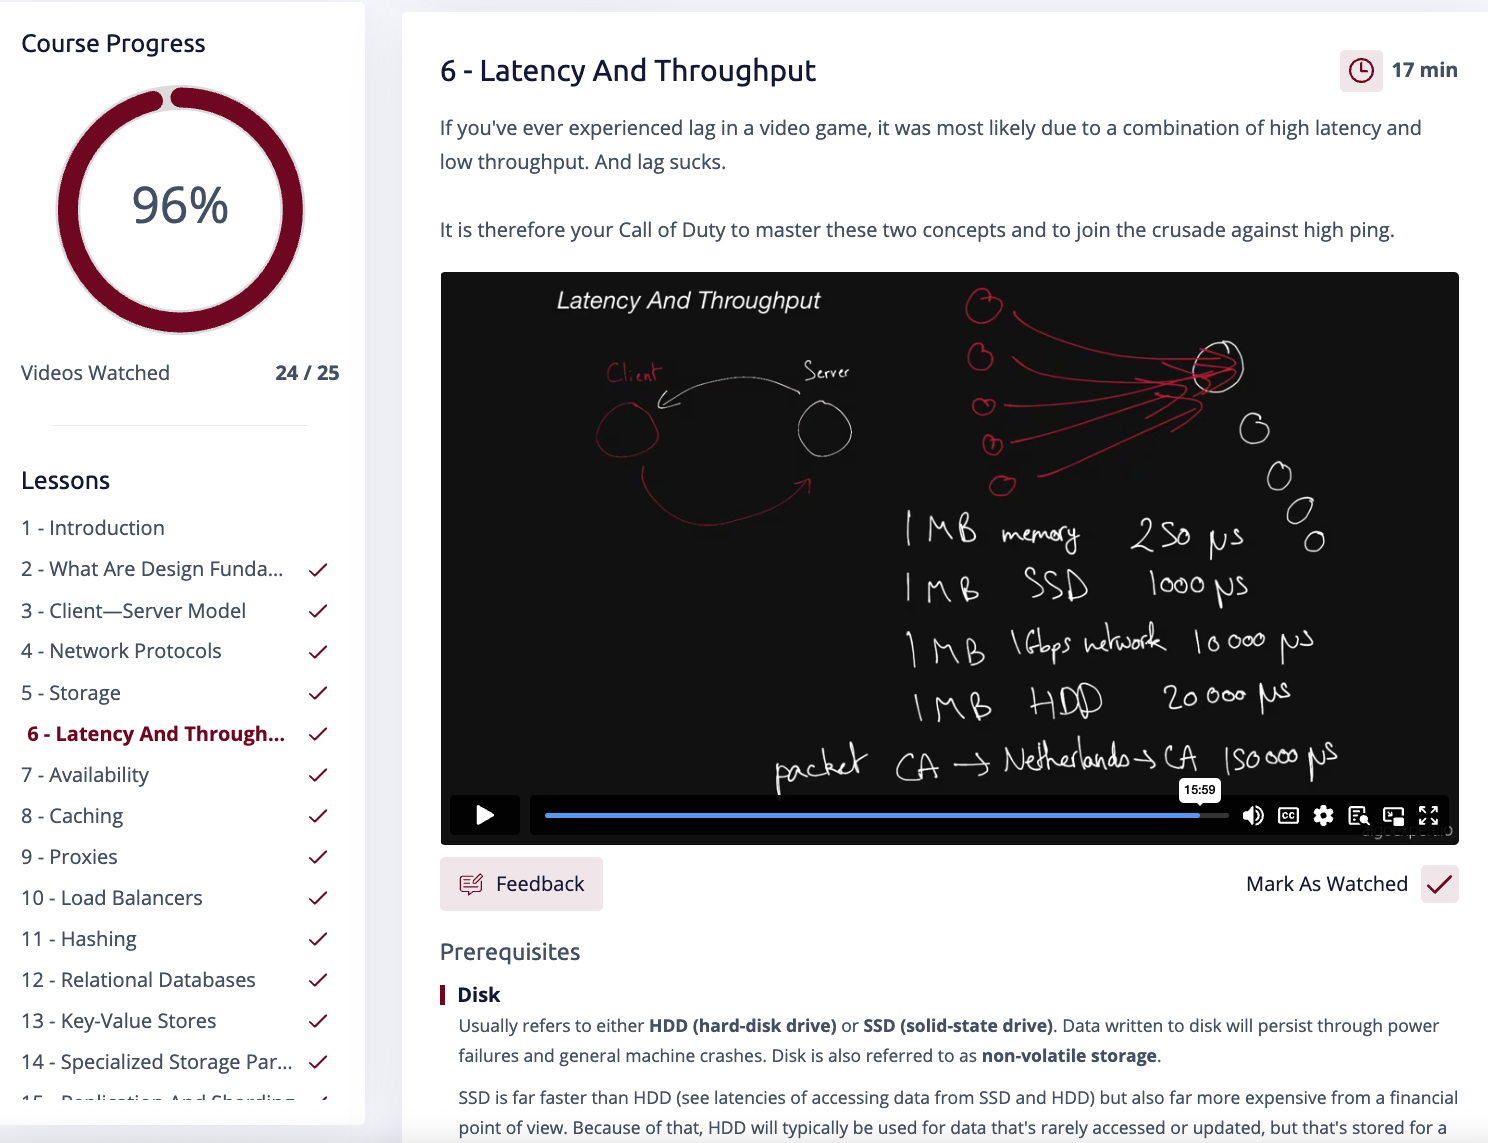 Course Progress
96%
Videos Watched 24 / 25
Lessons
1 - Introduction
2 - What Are Design Funda...
3 - Client—Server Model
4 - Network Protocols
5 - Storage
6 - Latency And Through...
7 - Availability
8 - Caching
9 - Proxies
10 - Load Balancers
11 - Hashing
12 - Relational Databases
13 - Key-Value Stores
14 - Specialized Storage Par...
15 - Replication And Sharding
6 - Latency And Throughput
17 min
If you've ever experienced lag in a video game, it was most likely due to a combination of high latency and
low throughput. And lag sucks.
It is therefore your Call of Duty to master these two concepts and to join the crusade against high ping.
Latency And Throughput
Client
Server
1 MB memory 250 μs
1 MB SSD 1000 μs
1 MB 1Gbps network 10 000 μs
1 MB HDD 20 000 μs
packet CA → Netherlands → CA 150 000 μs
15:59
CC
algoexpert.io
Feedback
Mark As Watched
Prerequisites
Disk
Usually refers to either HDD (hard-disk drive) or SSD (solid-state drive). Data written to disk will persist through power
failures and general machine crashes. Disk is also referred to as non-volatile storage.
SSD is far faster than HDD (see latencies of accessing data from SSD and HDD) but also far more expensive from a financial
point of view. Because of that, HDD will typically be used for data that's rarely accessed or updated, but that's stored for a